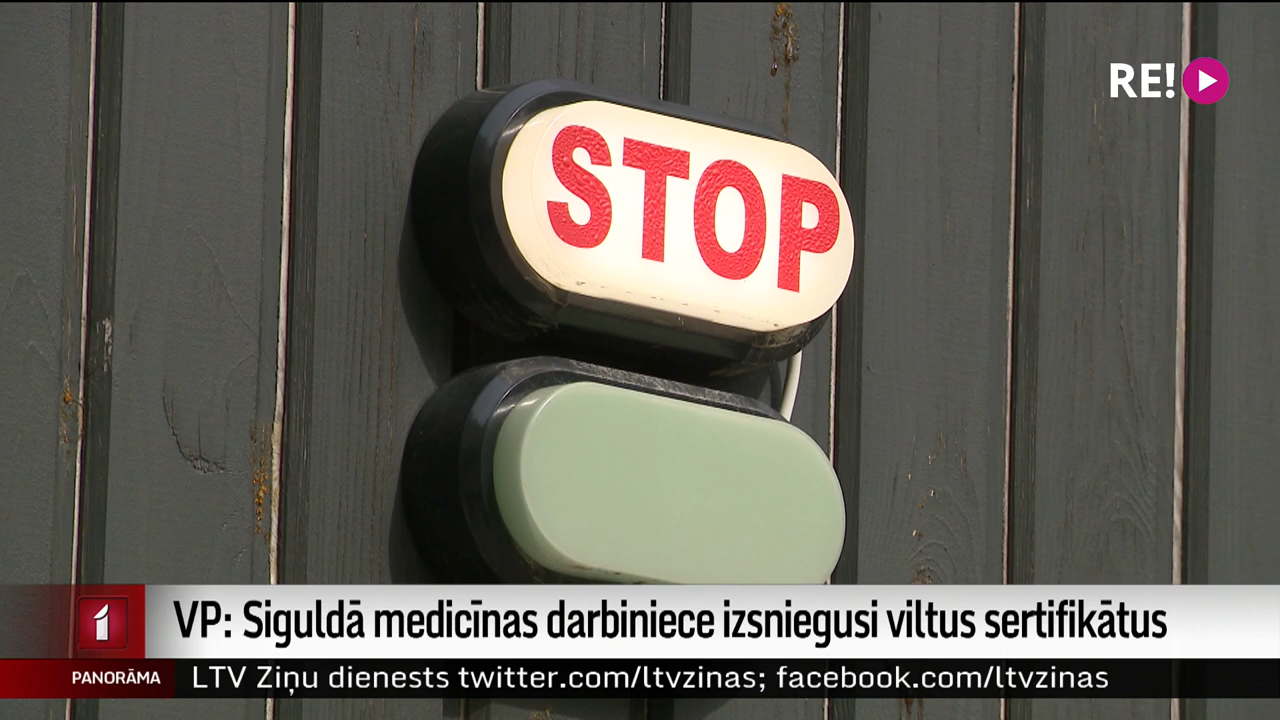 RE!
STOP
1
VP: Siguldā medicīnas darbiniece izsniegusi viltus sertifikātus
PANORĀMA
LTV Ziņu dienests twitter.com/ltvzinas; facebook.com/ltvzinas